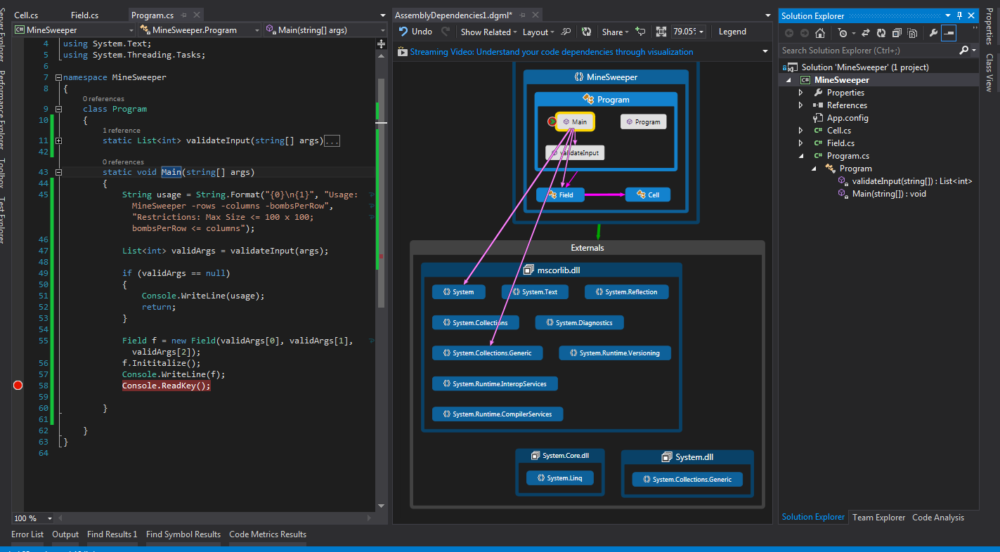 Server Explorer
Performance Explorer
Toolbox
Test Explorer
Cell.cs
Field.cs
Program.cs
C# MineSweeper
MineSweeper.Program
Main(string[] args)
4 using System.Text;
5 using System.Threading.Tasks;
6
7 namespace MineSweeper
8 {
0 references
9 class Program
10 {
1 reference
11 static List<int> validateInput(string[] args)...
42
0 references
43 static void Main(string[] args)
44 {
45 String usage = String.Format("{0}\n{1}", "Usage:
MineSweeper -rows -columns -bombsPerRow",
"Restrictions: Max Size <= 100 x 100;
bombsPerRow <= columns");
46
47 List<int> validArgs = validateInput(args);
48
49 if (validArgs == null)
50 {
51 Console.WriteLine(usage);
52 return;
53 }
54
55 Field f = new Field(validArgs[0], validArgs[1],
validArgs[2]);
56 f.Inititalize();
57 Console.WriteLine(f);
58 Console.ReadKey();
59
60 }
61
62 }
63 }
64
100 %
Error List Output Find Results 1 Find Symbol Results Code Metrics Results
AssemblyDependencies1.dgml*
Undo Show Related Layout Share 79.05% Legend
Streaming Video: Understand your code dependencies through visualization
MineSweeper
Program
Main
Program
validateInput
Field
Cell
Externals
mscorlib.dll
System
System.Text
System.Reflection
System.Collections
System.Diagnostics
System.Collections.Generic
System.Runtime.Versioning
System.Runtime.InteropServices
System.Runtime.CompilerServices
System.Core.dll
System.Linq
System.dll
System.Collections.Generic
Solution Explorer
Search Solution Explorer (Ctrl+;)
Solution 'MineSweeper' (1 project)
C# MineSweeper
Properties
References
App.config
C# Cell.cs
C# Field.cs
C# Program.cs
Program
validateInput(string[]) : List<int>
Main(string[]) : void
Solution Explorer Team Explorer Code Analysis
Properties
Class View